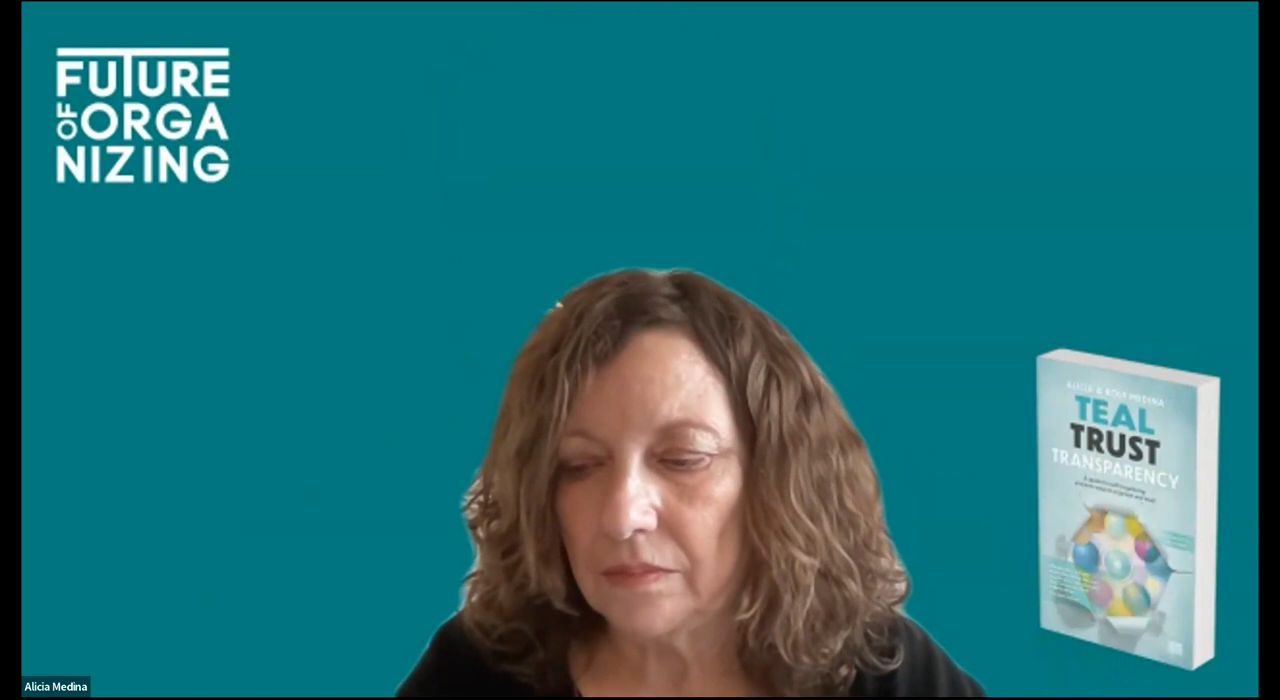 FUTURE
OF ORGA
NIZING
ALICIA & ROLF MEDINA
TEAL
TRUST
TRANSPARENCY
Alicia Medina